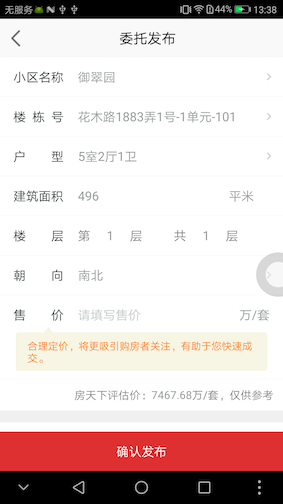 无服务 44% 13:38
委托发布
小区名称 御翠园
楼栋号 花木路1883弄1号-1单元-101
户型 5室2厅1卫
建筑面积 496 平米
楼层 第 1 层 共 1 层
朝向 南北
售价 请填写售价 万/套
合理定价，将更吸引购房者关注，有助于您快速成
交。
房天下评估价：7467.68万/套，仅供参考
确认发布